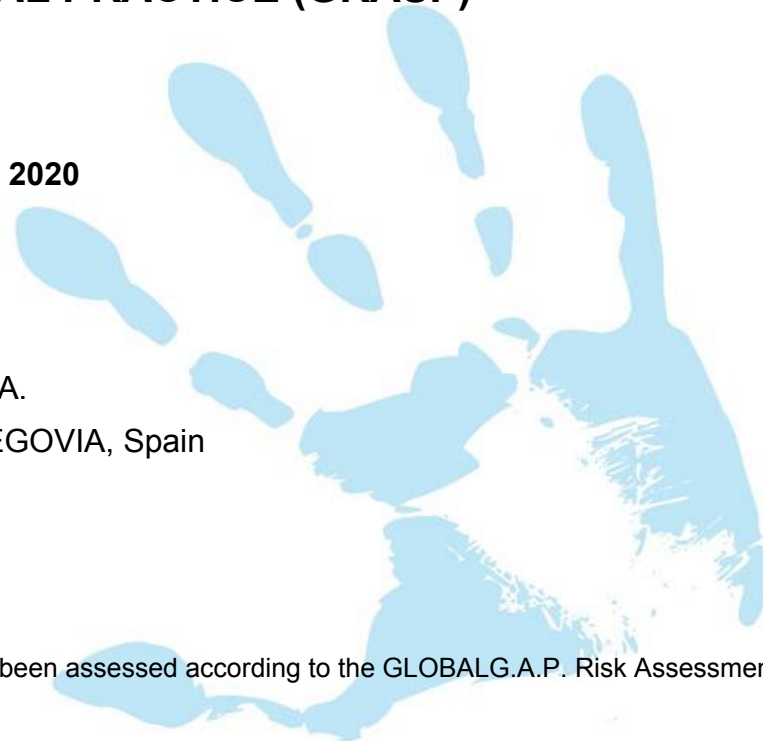 2020
A.
EGOVIA, Spain
been assessed according to the GLOBALG.A.P. Risk Assessmen